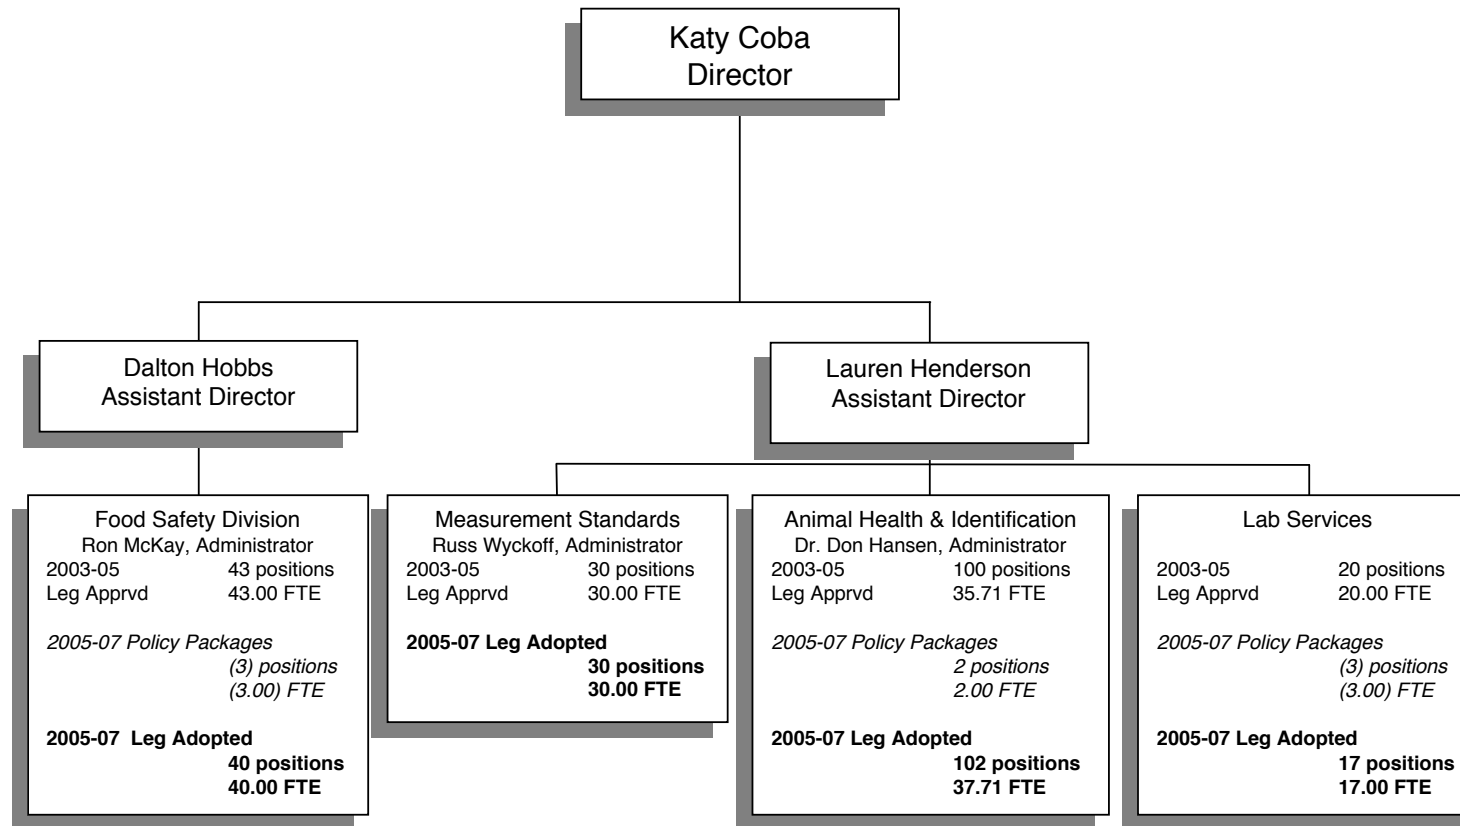 Katy Coba
Director
Dalton Hobbs
Assistant Director
Lauren Henderson
Assistant Director
Food Safety Division
Ron McKay, Administrator
2003-05 43 positions
Leg Apprvd 43.00 FTE
2005-07 Policy Packages
(3) positions
(3.00) FTE
2005-07 Leg Adopted
40 positions
40.00 FTE
Measurement Standards
Russ Wyckoff, Administrator
2003-05 30 positions
Leg Apprvd 30.00 FTE
2005-07 Leg Adopted
30 positions
30.00 FTE
Animal Health & Identification
Dr. Don Hansen, Administrator
2003-05 100 positions
Leg Apprvd 35.71 FTE
2005-07 Policy Packages
2 positions
2.00 FTE
2005-07 Leg Adopted
102 positions
37.71 FTE
Lab Services
2003-05 20 positions
Leg Apprvd 20.00 FTE
2005-07 Policy Packages
(3) positions
(3.00) FTE
2005-07 Leg Adopted
17 positions
17.00 FTE